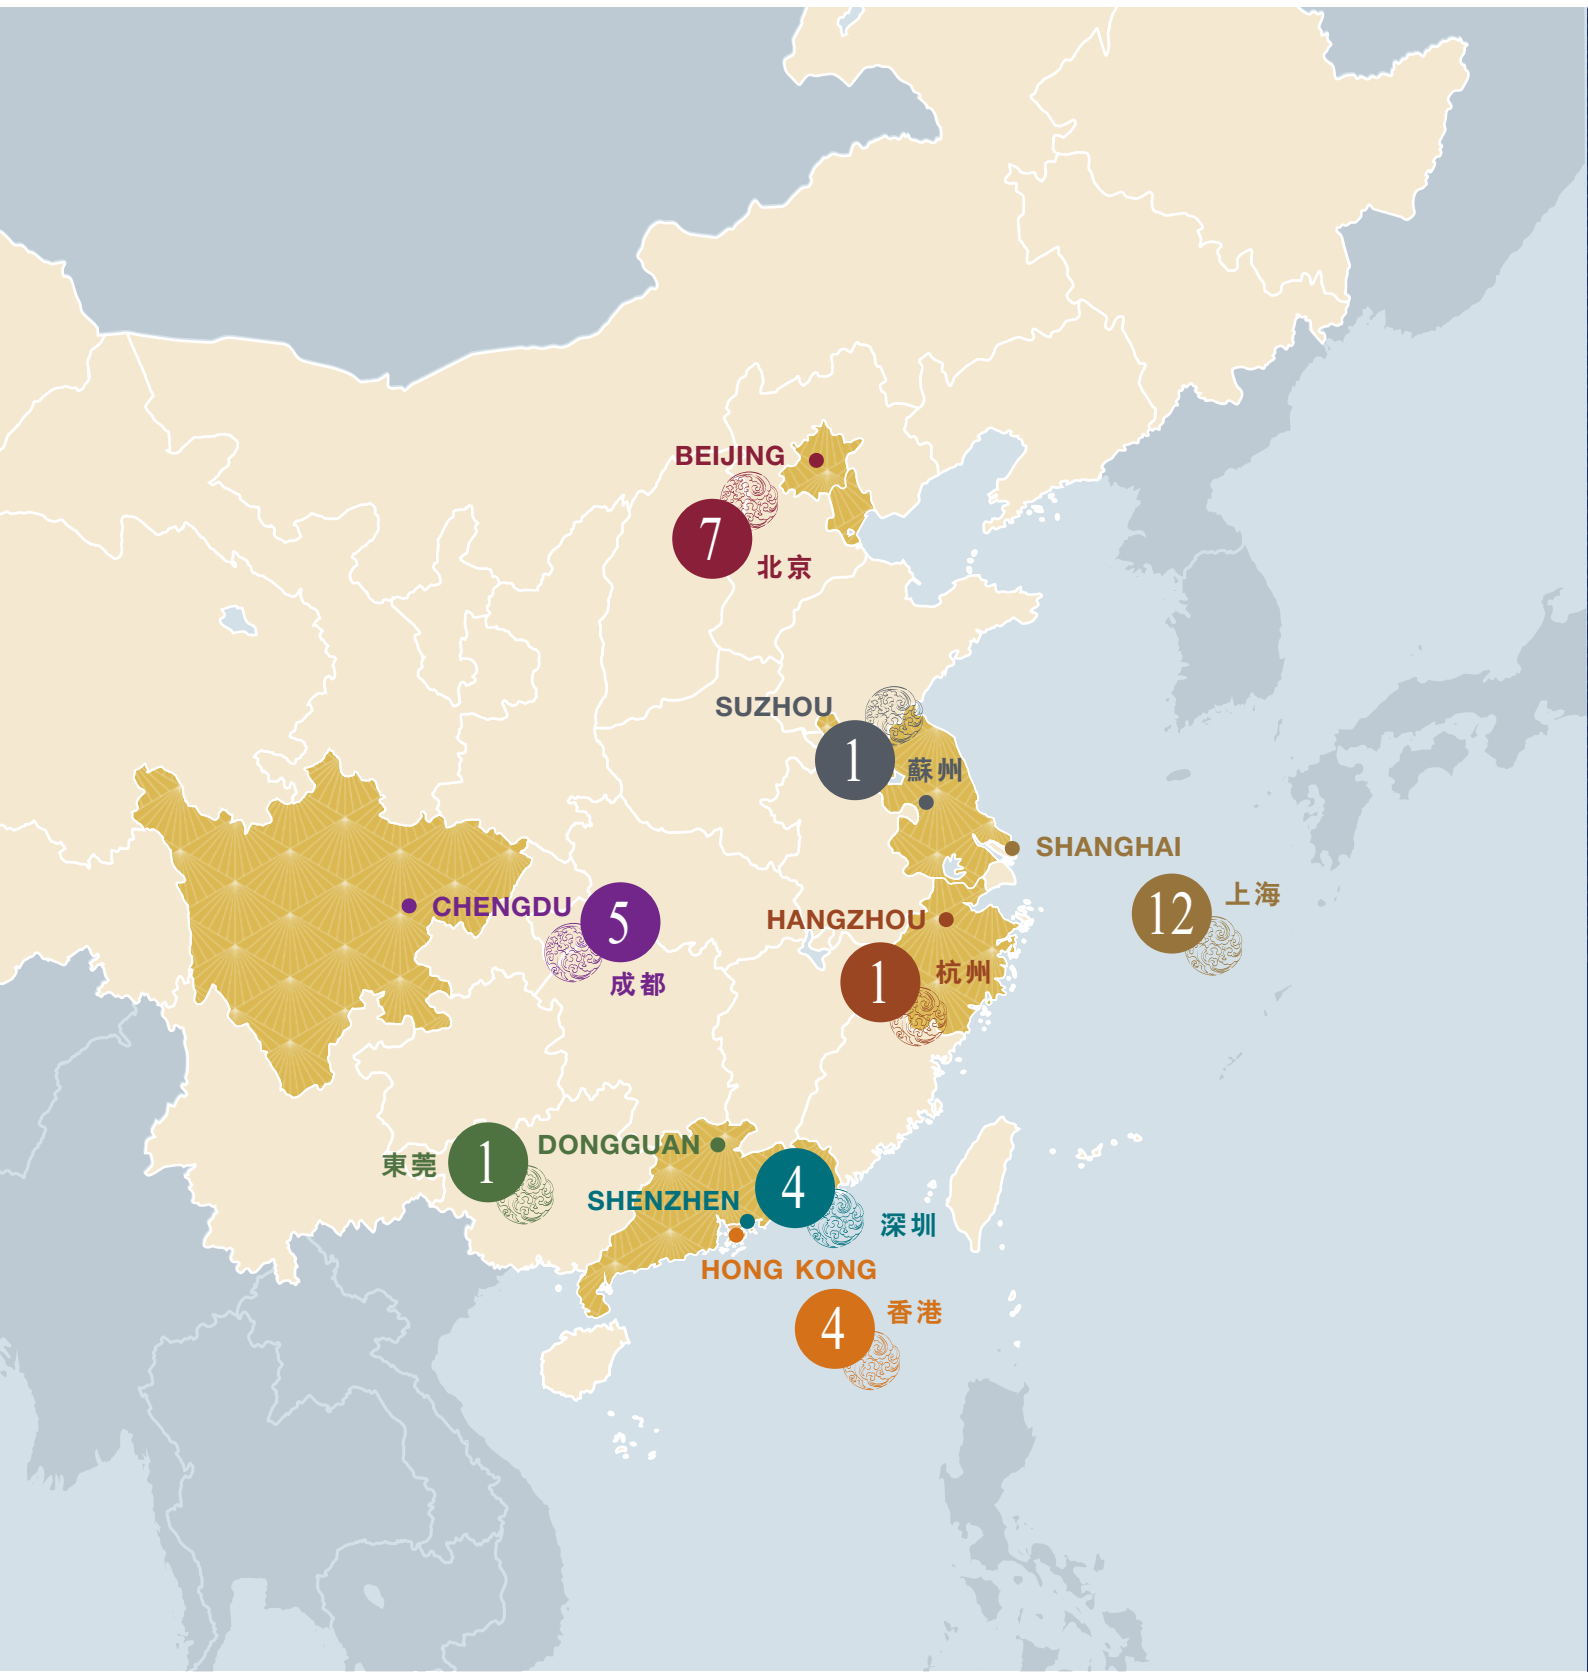 BEIJING
7
北京
SUZHOU
1
蘇州
SHANGHAI
12
上海
CHENGDU
5
成都
HANGZHOU
1
杭州
DONGGUAN
1
東莞
SHENZHEN
4
深圳
HONG KONG
4
香港